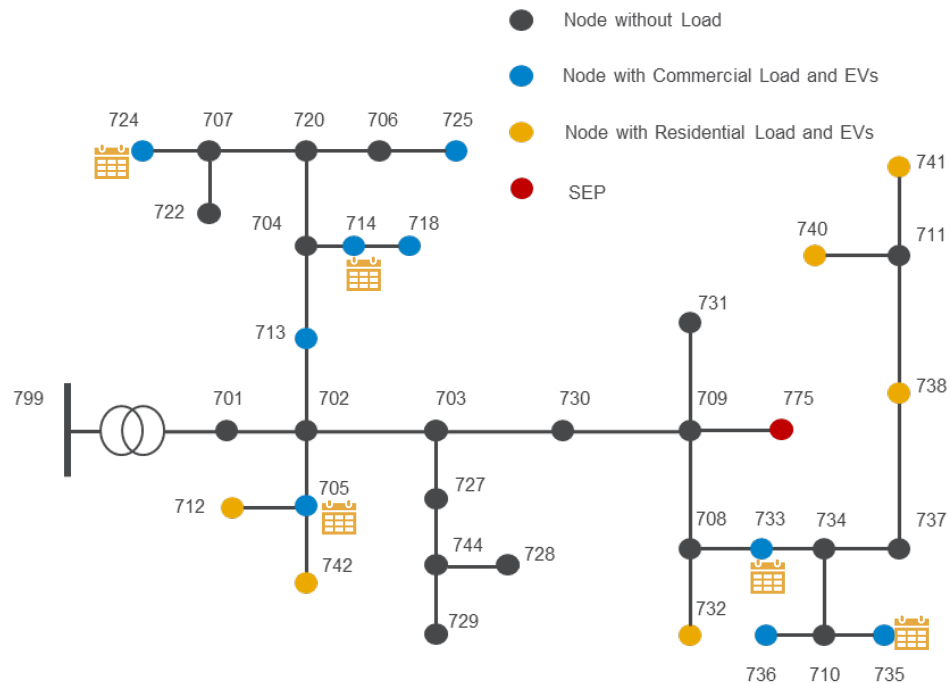 Node without Load
Node with Commercial Load and EVs
724 707 720 706 725
Node with Residential Load and EVs
741
SEP
722 704 714 718 740 711
731
713
799 701 702 703 730 709 775 738
705
712 727
708 733 734 737
742 744 728
732
729
736 710 735